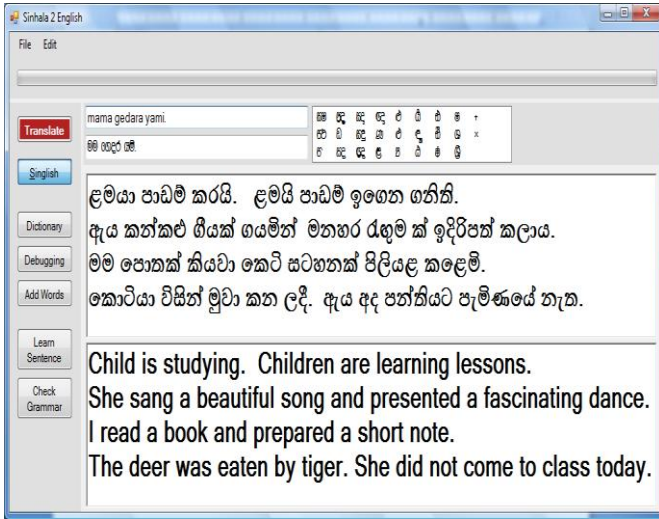 Sinhala 2 English
File Edit
Translate
Singlish
Dictionary
Debugging
Add Words
Learn
Sentence
Check
Grammar
mama gedara yami.
මම ගෙදර යමි.
ළමයා පාඩම් කරයි. ළමයි පාඩම් ඉගෙන ගනිති.
ඇය කන්කළු ගීයක් ගයමින් මනහර රැඟුම ක් ඉදිරිපත් කලාය.
මම පොතක් කියවා කෙටි සටහනක් පිලියළ කළෙමි.
කොටියා විසින් මුවා කන ලදී. ඇය අද පන්තියට පැමිණයේ නැත.
Child is studying. Children are learning lessons.
She sang a beautiful song and presented a fascinating dance.
I read a book and prepared a short note.
The deer was eaten by tiger. She did not come to class today.